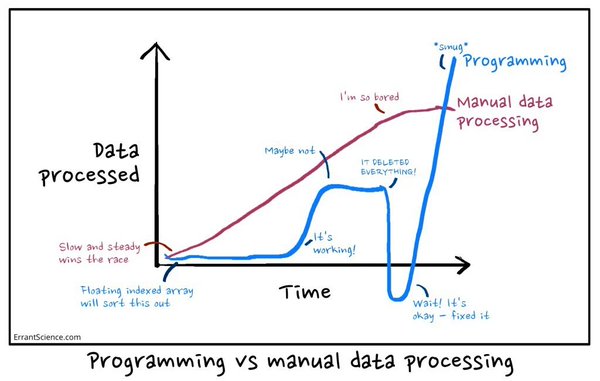 *smug*
Programming
I'm so bored
Manual data
processing
Data
processed
Maybe not
IT DELETED
EVERYTHING!
Slow and steady
wins the race
It's
working!
Floating indexed array
will sort this out
Time
Wait! It's
okay - fixed it
ErrantScience.com
Programming vs manual data processing